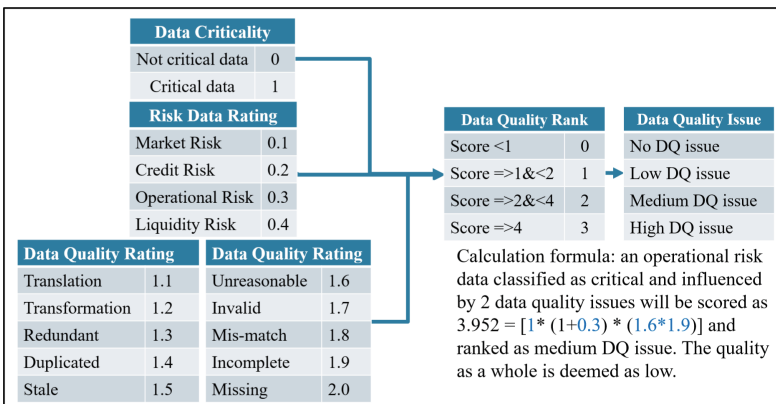 Data Criticality
Not critical data 0
Critical data 1
Risk Data Rating
Market Risk 0.1
Credit Risk 0.2
Operational Risk 0.3
Liquidity Risk 0.4
Data Quality Rating
Translation 1.1
Transformation 1.2
Redundant 1.3
Duplicated 1.4
Stale 1.5
Data Quality Rating
Unreasonable 1.6
Invalid 1.7
Mis-match 1.8
Incomplete 1.9
Missing 2.0
Data Quality Rank
Score <1 0
Score =>1&<2 1
Score =>2&<4 2
Score =>4 3
Data Quality Issue
No DQ issue
Low DQ issue
Medium DQ issue
High DQ issue
Calculation formula: an operational risk
data classified as critical and influenced
by 2 data quality issues will be scored as
3.952 = [1* (1+0.3) * (1.6*1.9)] and
ranked as medium DQ issue. The quality
as a whole is deemed as low.